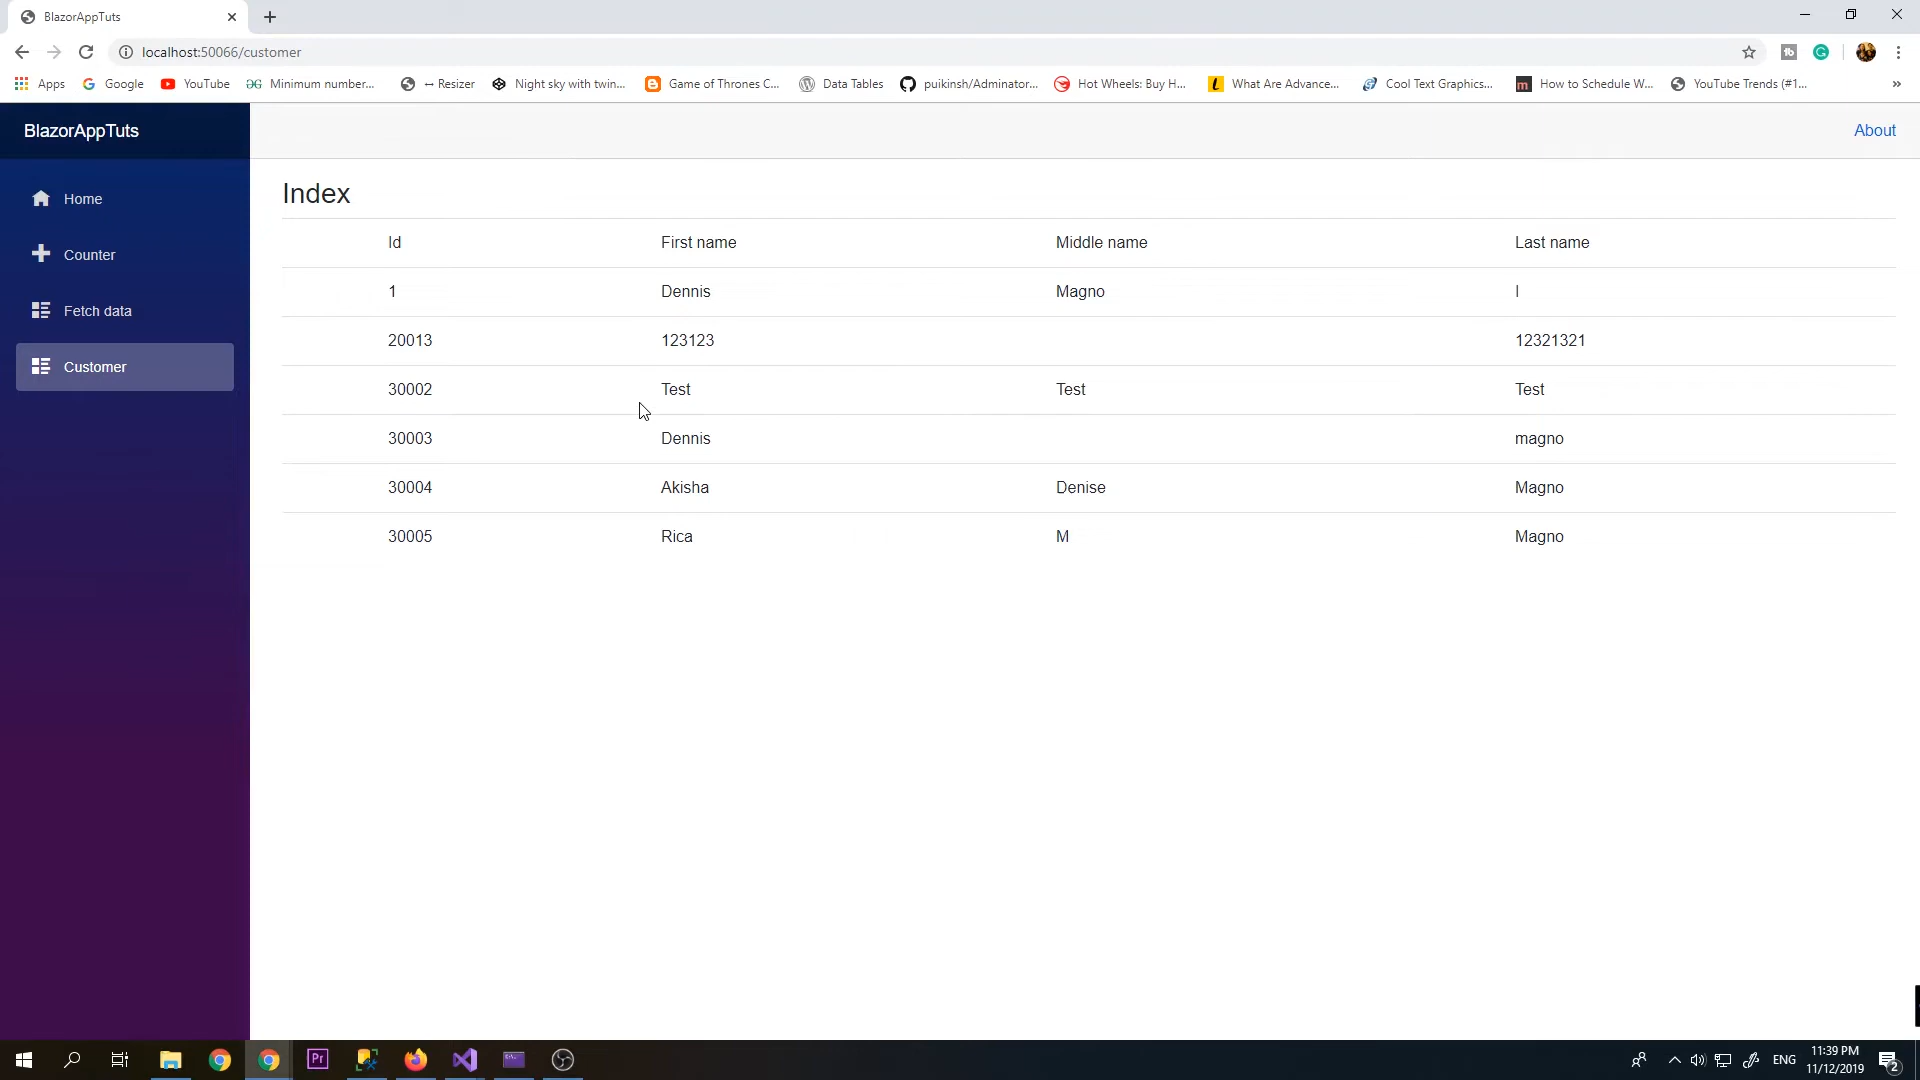 BlazorAppTuts
localhost:50066/customer
Apps Google YouTube Minimum number... ↔ Resizer Night sky with twin... Game of Thrones C... Data Tables puikinsh/Adminator... Hot Wheels: Buy H... What Are Advance... Cool Text Graphics... How to Schedule W... YouTube Trends (#1... »
BlazorAppTuts
About
Home
Counter
Fetch data
Customer
Index
Id First name Middle name Last name
1 Dennis Magno I
20013 123123 12321321
30002 Test Test Test
30003 Dennis magno
30004 Akisha Denise Magno
30005 Rica M Magno
Pr
ENG
11:39 PM
11/12/2019
2